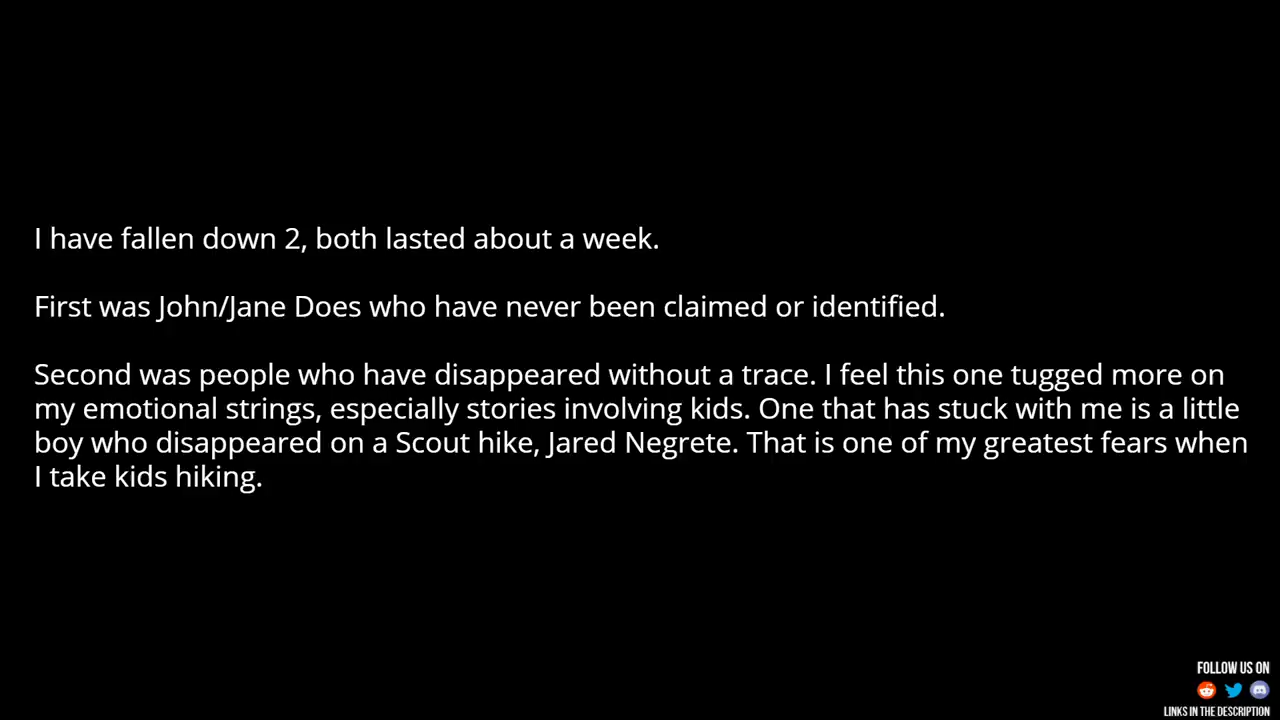 I have fallen down 2, both lasted about a week.
First was John/Jane Does who have never been claimed or identified.
Second was people who have disappeared without a trace. I feel this one tugged more on
my emotional strings, especially stories involving kids. One that has stuck with me is a little
boy who disappeared on a Scout hike, Jared Negrete. That is one of my greatest fears when
I take kids hiking.
FOLLOW US ON
LINKS IN THE DESCRIPTION